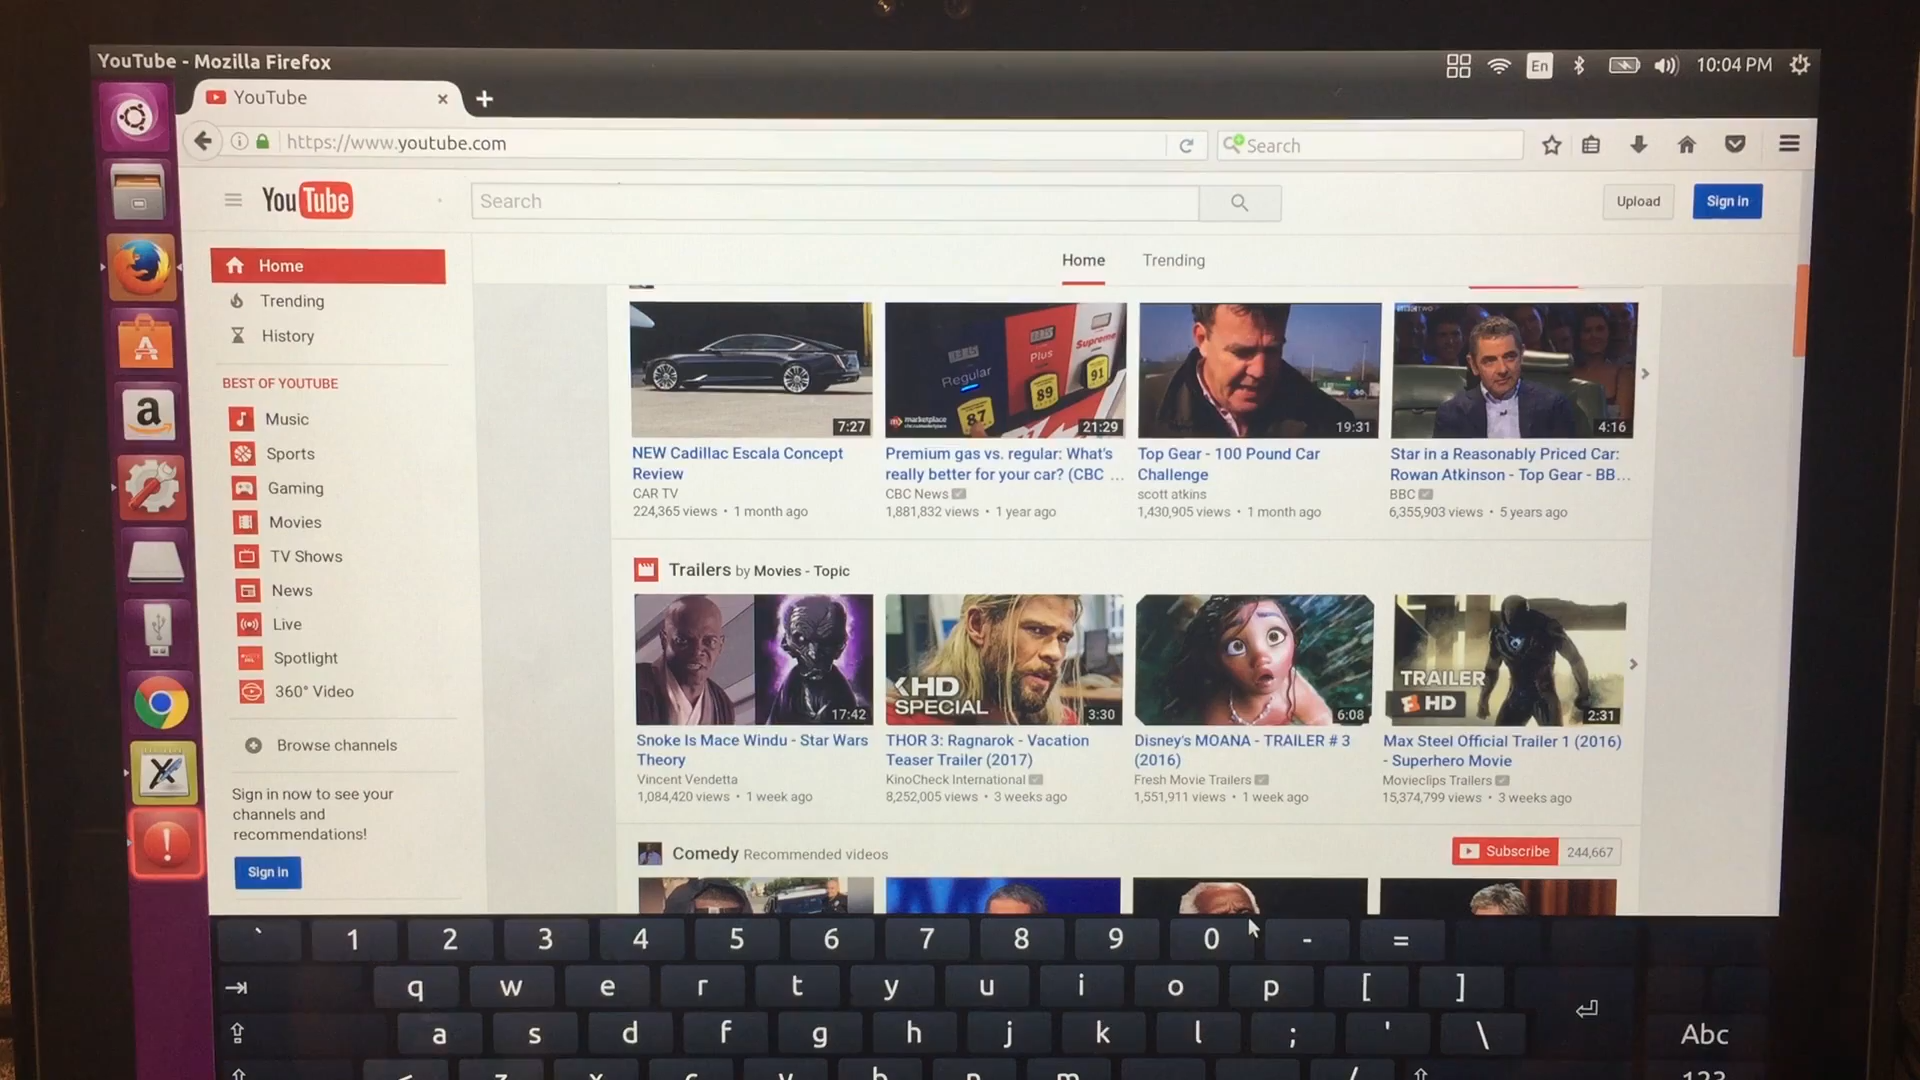 YouTube - Mozilla Firefox
En
10:04 PM
YouTube
https://www.youtube.com
Search
YouTube
Search
Upload
Sign in
Home
Trending
History
BEST OF YOUTUBE
Music
Sports
Gaming
Movies
TV Shows
News
Live
Spotlight
360° Video
Browse channels
Sign in now to see your
channels and
recommendations!
Sign in
Home Trending
7:27
Regular Plus Supreme
87 89 91
marketplace
21:29
19:31
4:16
NEW Cadillac Escala Concept
Review
CAR TV
224,365 views • 1 month ago
Premium gas vs. regular: What's
really better for your car? (CBC ...
CBC News
1,881,832 views • 1 year ago
Top Gear - 100 Pound Car
Challenge
scott atkins
1,430,905 views • 1 month ago
Star in a Reasonably Priced Car:
Rowan Atkinson - Top Gear - BB...
BBC
6,355,903 views • 5 years ago
Trailers by Movies - Topic
17:42
KHD
SPECIAL
3:30
6:08
TRAILER
HD
2:31
Snoke Is Mace Windu - Star Wars
Theory
Vincent Vendetta
1,084,420 views • 1 week ago
THOR 3: Ragnarok - Vacation
Teaser Trailer (2017)
KinoCheck International
8,252,005 views • 3 weeks ago
Disney's MOANA - TRAILER # 3
(2016)
Fresh Movie Trailers
1,551,911 views • 1 week ago
Max Steel Official Trailer 1 (2016)
- Superhero Movie
Movieclips Trailers
15,374,799 views • 3 weeks ago
Comedy Recommended videos
Subscribe 244,667
` 1 2 3 4 5 6 7 8 9 0 - =
q w e r t y u i o p [ ]
a s d f g h j k l ; ' \ Abc